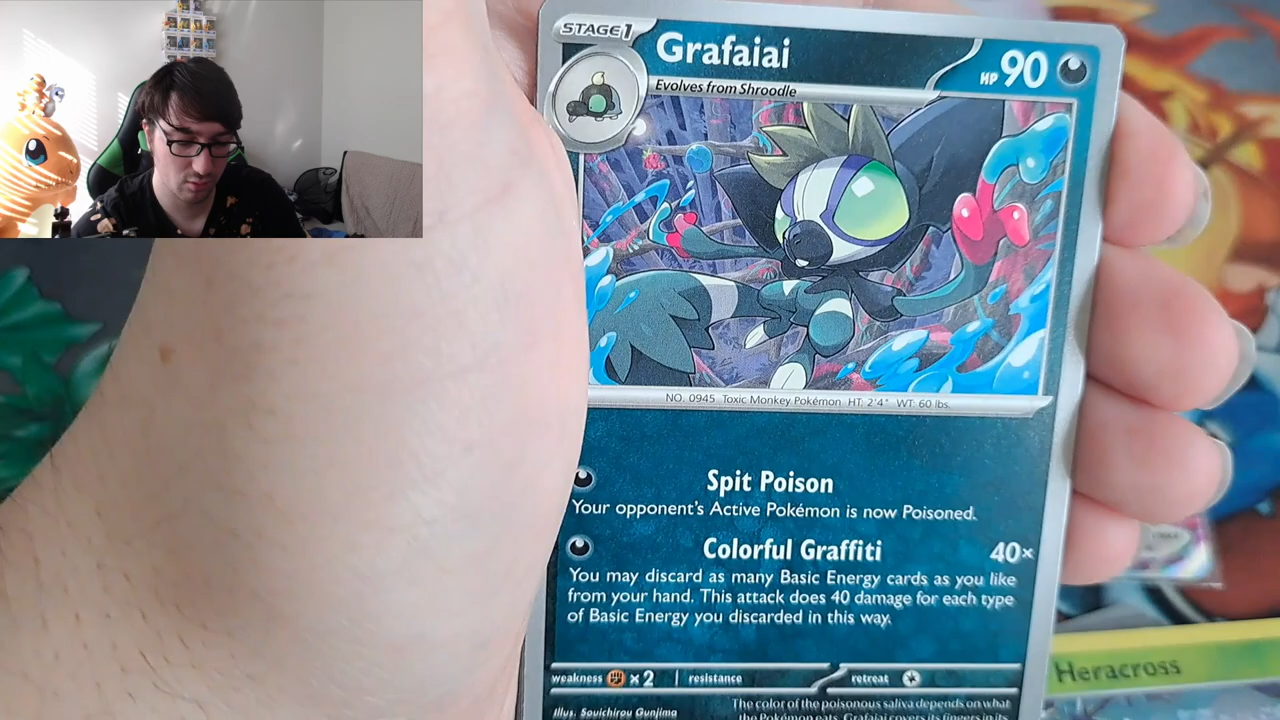 STAGE1
Grafaiai
HP 90
Evolves from Shroodle
NO. 0945 Toxic Monkey Pokémon HT: 2'4" WT: 60 lbs.
Spit Poison
Your opponent's Active Pokémon is now Poisoned.
Colorful Graffiti 40×
You may discard as many Basic Energy cards as you like
from your hand. This attack does 40 damage for each type
of Basic Energy you discarded in this way.
weakness ×2 resistance retreat
Illus. Souichirou Gunjima
The color of the poisonous saliva depends on what
the Pokémon eats. Grafaiai covers its fingers in its
Heracross